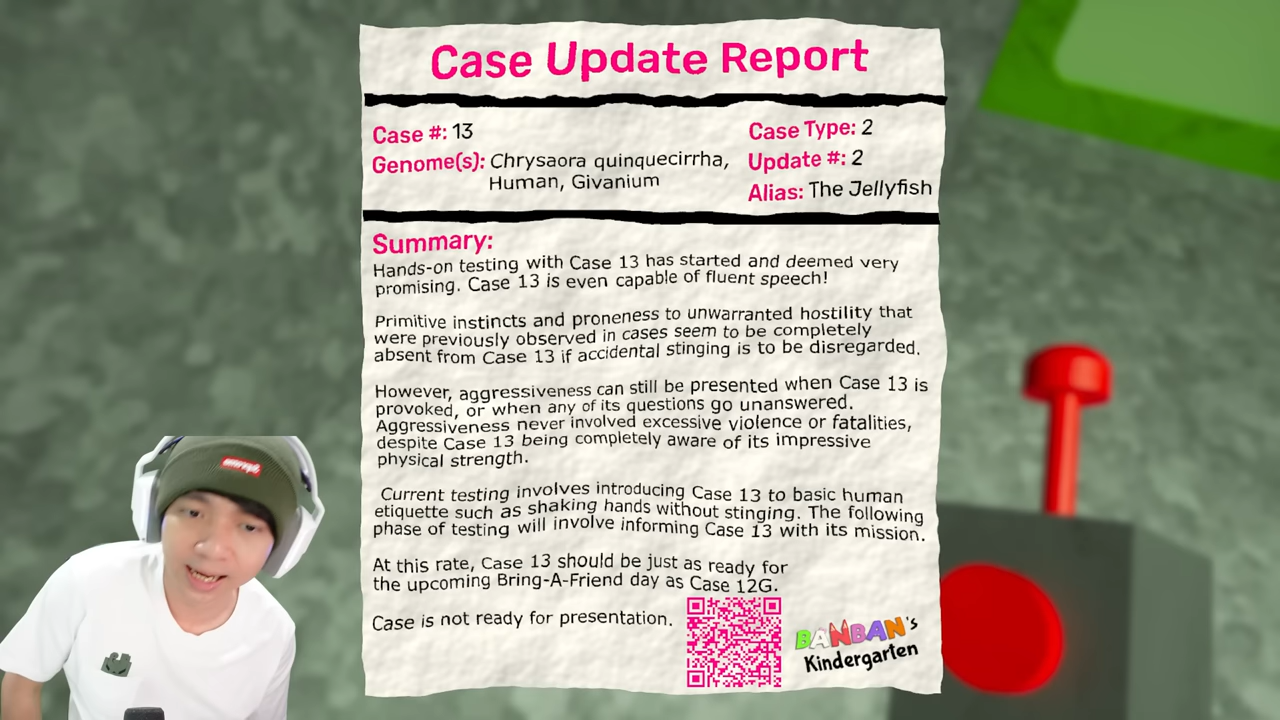 Case Update Report
Case #: 13
Case Type: 2
Genome(s): Chrysaora quinquecirrha,
Human, Givanium
Update #: 2
Alias: The Jellyfish
Summary:
Hands-on testing with Case 13 has started and deemed very
promising. Case 13 is even capable of fluent speech!
Primitive instincts and proneness to unwarranted hostility that
were previously observed in cases seem to be completely
absent from Case 13 if accidental stinging is to be disregarded.
However, aggressiveness can still be presented when Case 13 is
provoked, or when any of its questions go unanswered.
Aggressiveness never involved excessive violence or fatalities,
despite Case 13 being completely aware of its impressive
physical strength.
Current testing involves introducing Case 13 to basic human
etiquette such as shaking hands without stinging. The following
phase of testing will involve informing Case 13 with its mission.
At this rate, Case 13 should be just as ready for
the upcoming Bring-A-Friend day as Case 12G.
Case is not ready for presentation.
BANBAN's
Kindergarten